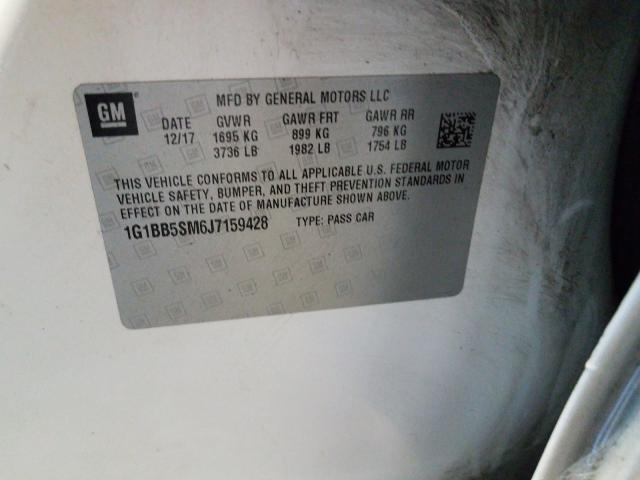 GM
MFD BY GENERAL MOTORS LLC
DATE GVWR GAWR FRT GAWR RR
12/17 1695 KG 899 KG 796 KG
3736 LB 1982 LB 1754 LB
THIS VEHICLE CONFORMS TO ALL APPLICABLE U.S. FEDERAL MOTOR
VEHICLE SAFETY, BUMPER, AND THEFT PREVENTION STANDARDS IN
EFFECT ON THE DATE OF MANUFACTURE SHOWN ABOVE.
1G1BB5SM6J7159428 TYPE: PASS CAR